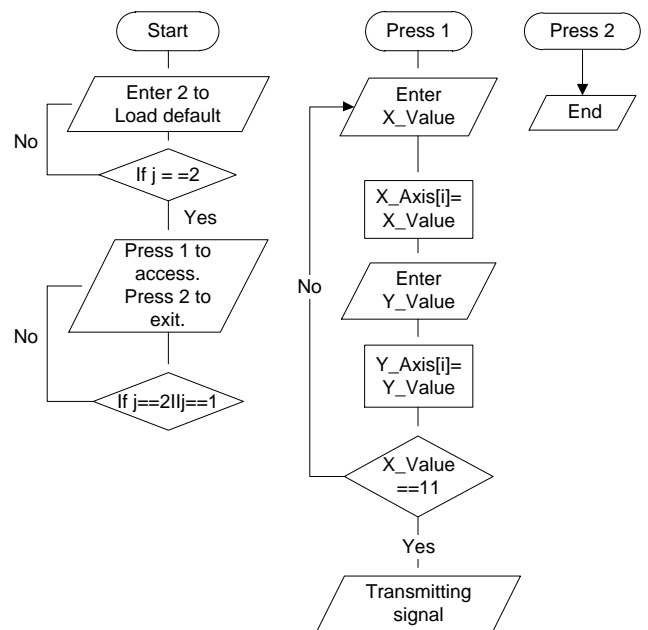 Start
Enter 2 to
Load default
No
If j = =2
Yes
Press 1 to
access.
Press 2 to
exit.
No
If j==2IIj==1
Press 1
Enter
X_Value
X_Axis[i]=
X_Value
No
Enter
Y_Value
Y_Axis[i]=
Y_Value
X_Value
==11
Yes
Transmitting
signal
Press 2
End